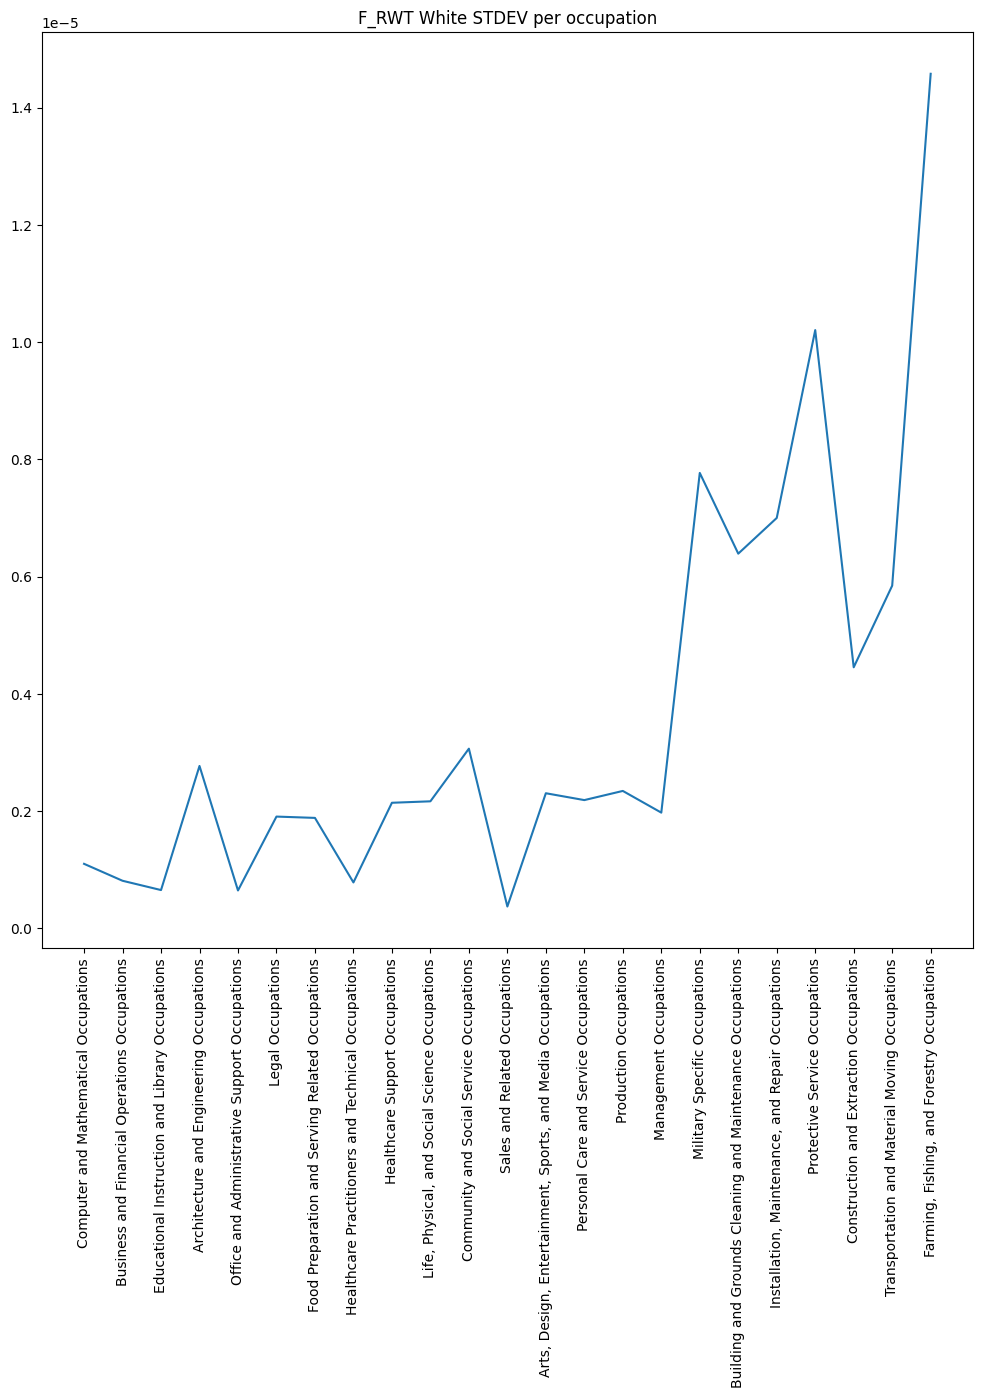 F_RWT White STDEV per occupation
1e−5
1.4
1.2
1.0
0.8
0.6
0.4
0.2
0.0
Computer and Mathematical Occupations
Business and Financial Operations Occupations
Educational Instruction and Library Occupations
Architecture and Engineering Occupations
Office and Administrative Support Occupations
Legal Occupations
Food Preparation and Serving Related Occupations
Healthcare Practitioners and Technical Occupations
Healthcare Support Occupations
Life, Physical, and Social Science Occupations
Community and Social Service Occupations
Sales and Related Occupations
Arts, Design, Entertainment, Sports, and Media Occupations
Personal Care and Service Occupations
Production Occupations
Management Occupations
Military Specific Occupations
Building and Grounds Cleaning and Maintenance Occupations
Installation, Maintenance, and Repair Occupations
Protective Service Occupations
Construction and Extraction Occupations
Transportation and Material Moving Occupations
Farming, Fishing, and Forestry Occupations